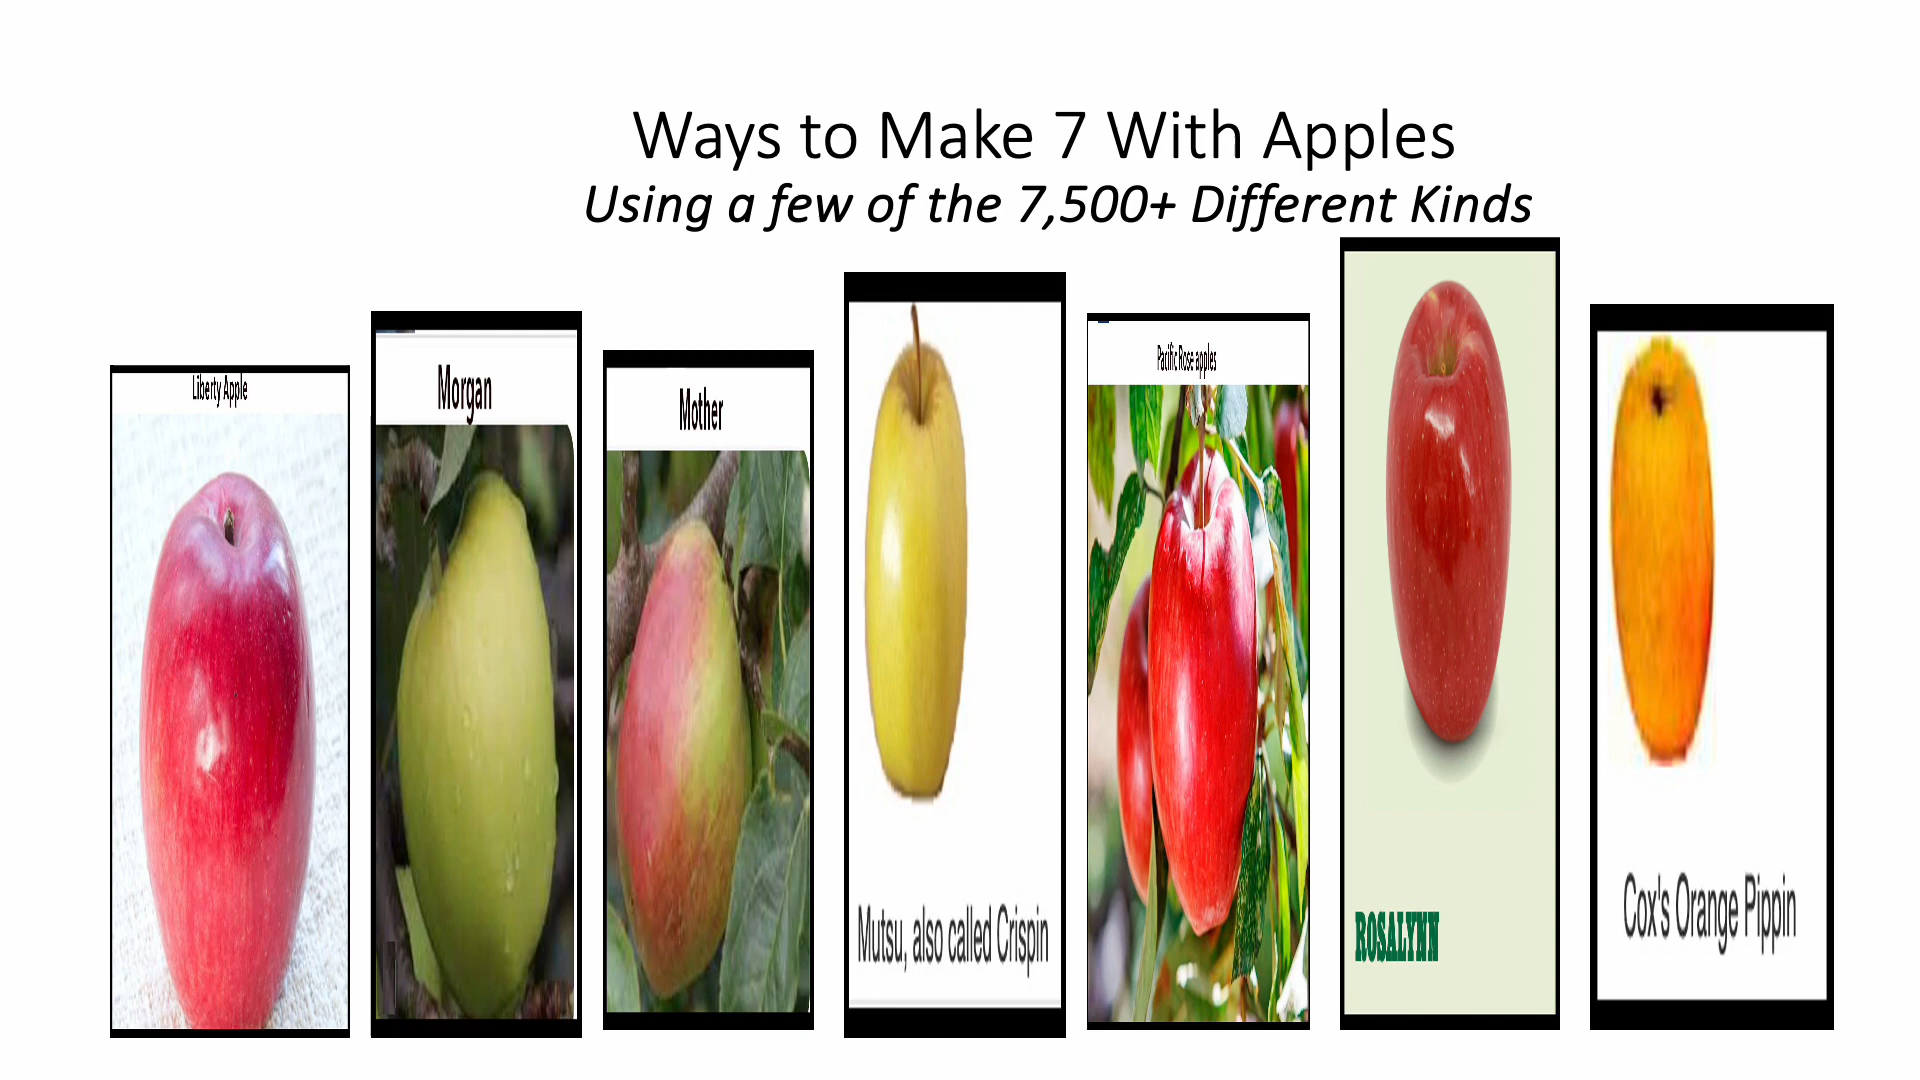 Ways to Make 7 With Apples
Using a few of the 7,500+ Different Kinds
Liberty Apple
Morgan
Mother
Mutsu, also called Crispin
Pacific Rose apples
ROSALYNN
Cox's Orange Pippin